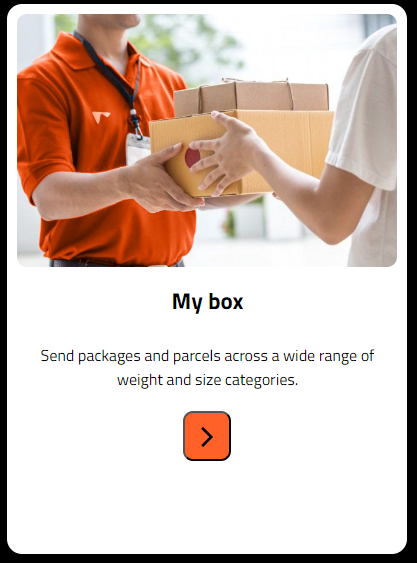 My box
Send packages and parcels across a wide range of
weight and size categories.